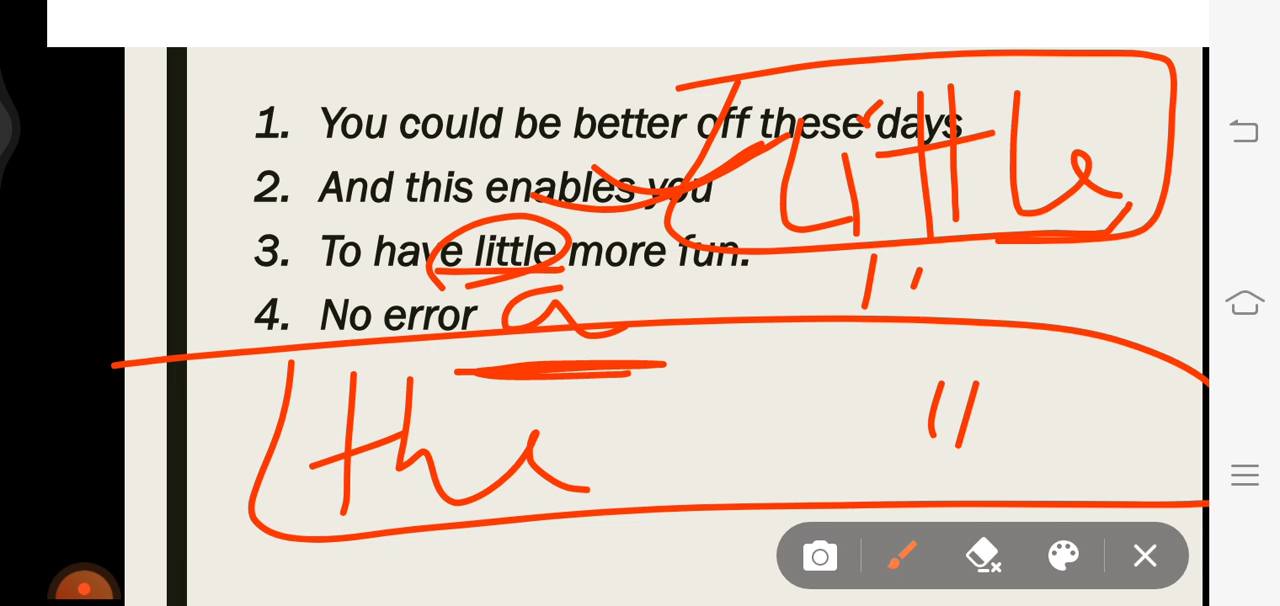 1. You could be better off these days
Little
2. And this enables you
3. To have little more fun.
4. No error
a
"
the "